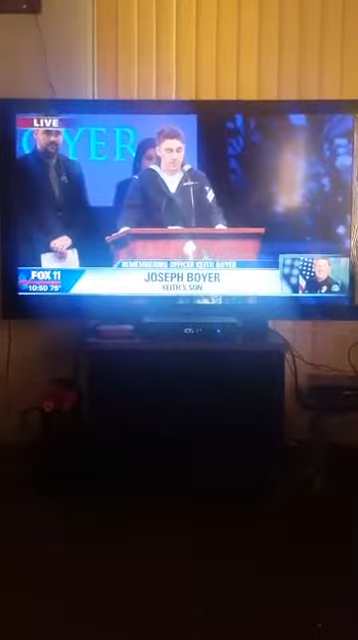 LIVE
OYER
REMEMBERING OFFICER KEITH BOYER
FOX 11
JOSEPH BOYER
10:50 75°
KEITH'S SON